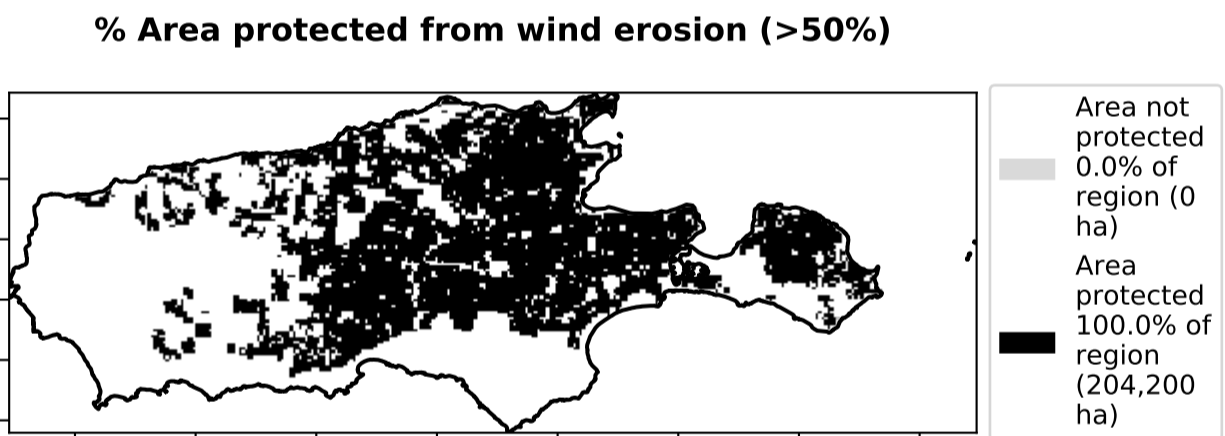 % Area protected from wind erosion (>50%)
Area not
protected
0.0% of
region (0
ha)
Area
protected
100.0% of
region
(204,200
ha)